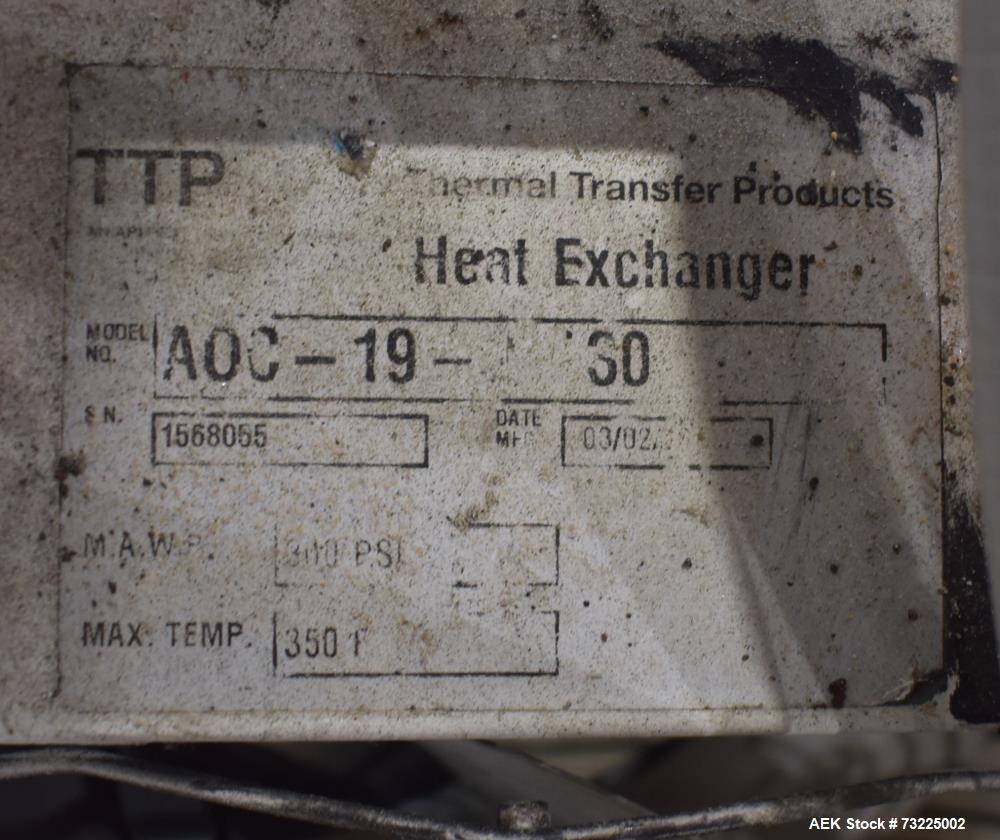 TTP Thermal Transfer Products
Heat Exchanger
MODEL NO. AOC - 19 -
S N. 1568055 DATE MFG 03/02/
M.A.W.P. 300 PSI
MAX. TEMP. 350 F
AEK Stock # 73225002